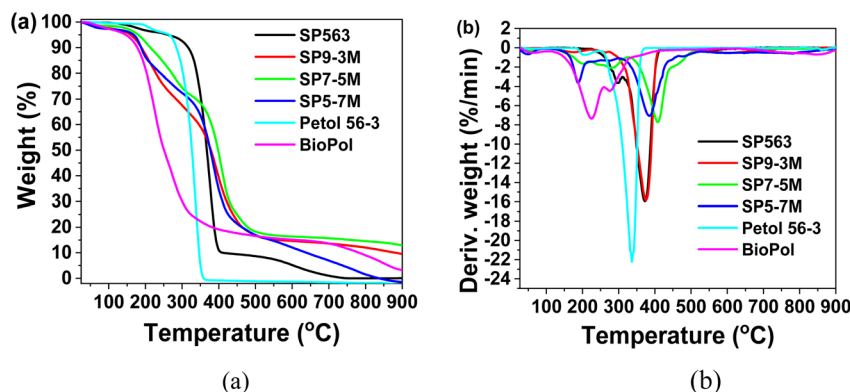 (a)
100
90
80
70
60
50
40
30
20
10
0
Weight (%)
SP563
SP9-3M
SP7-5M
SP5-7M
Petol 56-3
BioPol
100 200 300 400 500 600 700 800 900
Temperature (°C)
(a)
(b)
2
0
-2
-4
-6
-8
-10
-12
-14
-16
-18
-20
-22
-24
Deriv. weight (%/min)
SP563
SP9-3M
SP7-5M
SP5-7M
Petol 56-3
BioPol
100 200 300 400 500 600 700 800 900
Temperature (°C)
(b)